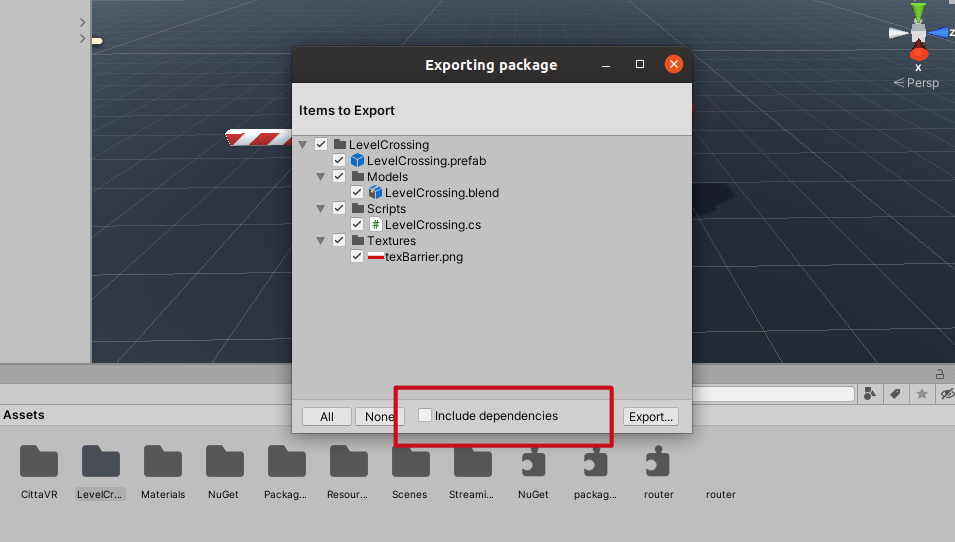 z
x
Persp
Exporting package
Items to Export
LevelCrossing
LevelCrossing.prefab
Models
LevelCrossing.blend
Scripts
# LevelCrossing.cs
Textures
texBarrier.png
All
None
Include dependencies
Export...
Assets
CittaVR
LevelCr...
Materials
NuGet
Packag...
Resour...
Scenes
Streami...
NuGet
packag...
router
router